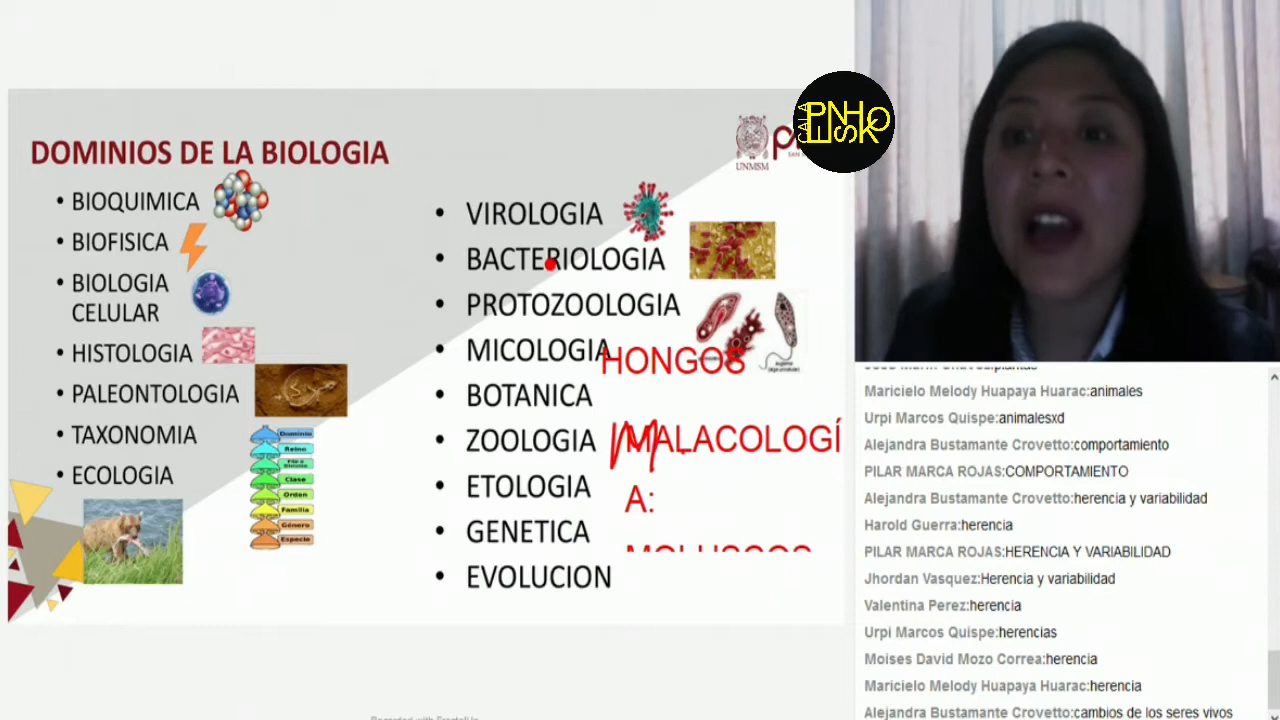 DOMINIOS DE LA BIOLOGIA
• BIOQUIMICA
• BIOFISICA
• BIOLOGIA
CELULAR
• HISTOLOGIA
• PALEONTOLOGIA
• TAXONOMIA
• ECOLOGIA
Dominio
Reino
Clase
Orden
Familia
Género
Especie
UNMSM
• VIROLOGIA
• BACTERIOLOGIA
• PROTOZOOLOGIA
• MICOLOGIA
HONGOS
• BOTANICA
• ZOOLOGIA
MALACOLOGÍ
A:
MOLUSCOS
• ETOLOGIA
• GENETICA
• EVOLUCION
Maricielo Melody Huapaya Huarac:animales
Urpi Marcos Quispe:animalesxd
Alejandra Bustamante Crovetto:comportamiento
PILAR MARCA ROJAS:COMPORTAMIENTO
Alejandra Bustamante Crovetto:herencia y variabilidad
Harold Guerra:herencia
PILAR MARCA ROJAS:HERENCIA Y VARIABILIDAD
Jhordan Vasquez:Herencia y variabilidad
Valentina Perez:herencia
Urpi Marcos Quispe:herencias
Moises David Mozo Correa:herencia
Maricielo Melody Huapaya Huarac:herencia
Alejandra Bustamante Crovetto:cambios de los seres vivos